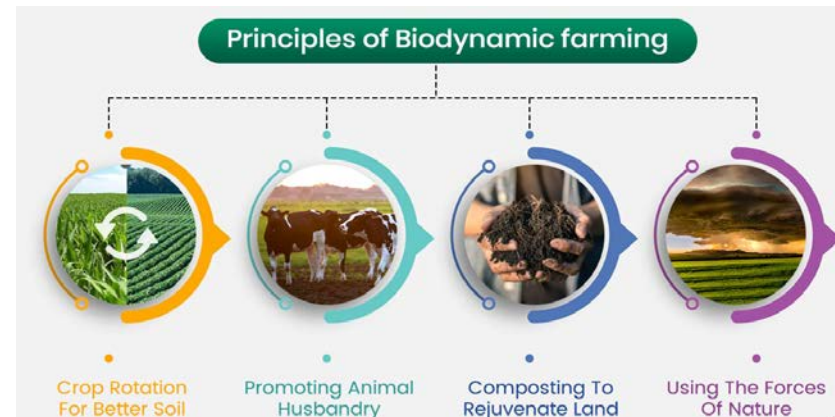 Principles of Biodynamic farming
Crop Rotation
For Better Soil
Promoting Animal
Husbandry
Composting To
Rejuvenate Land
Using The Forces
Of Nature